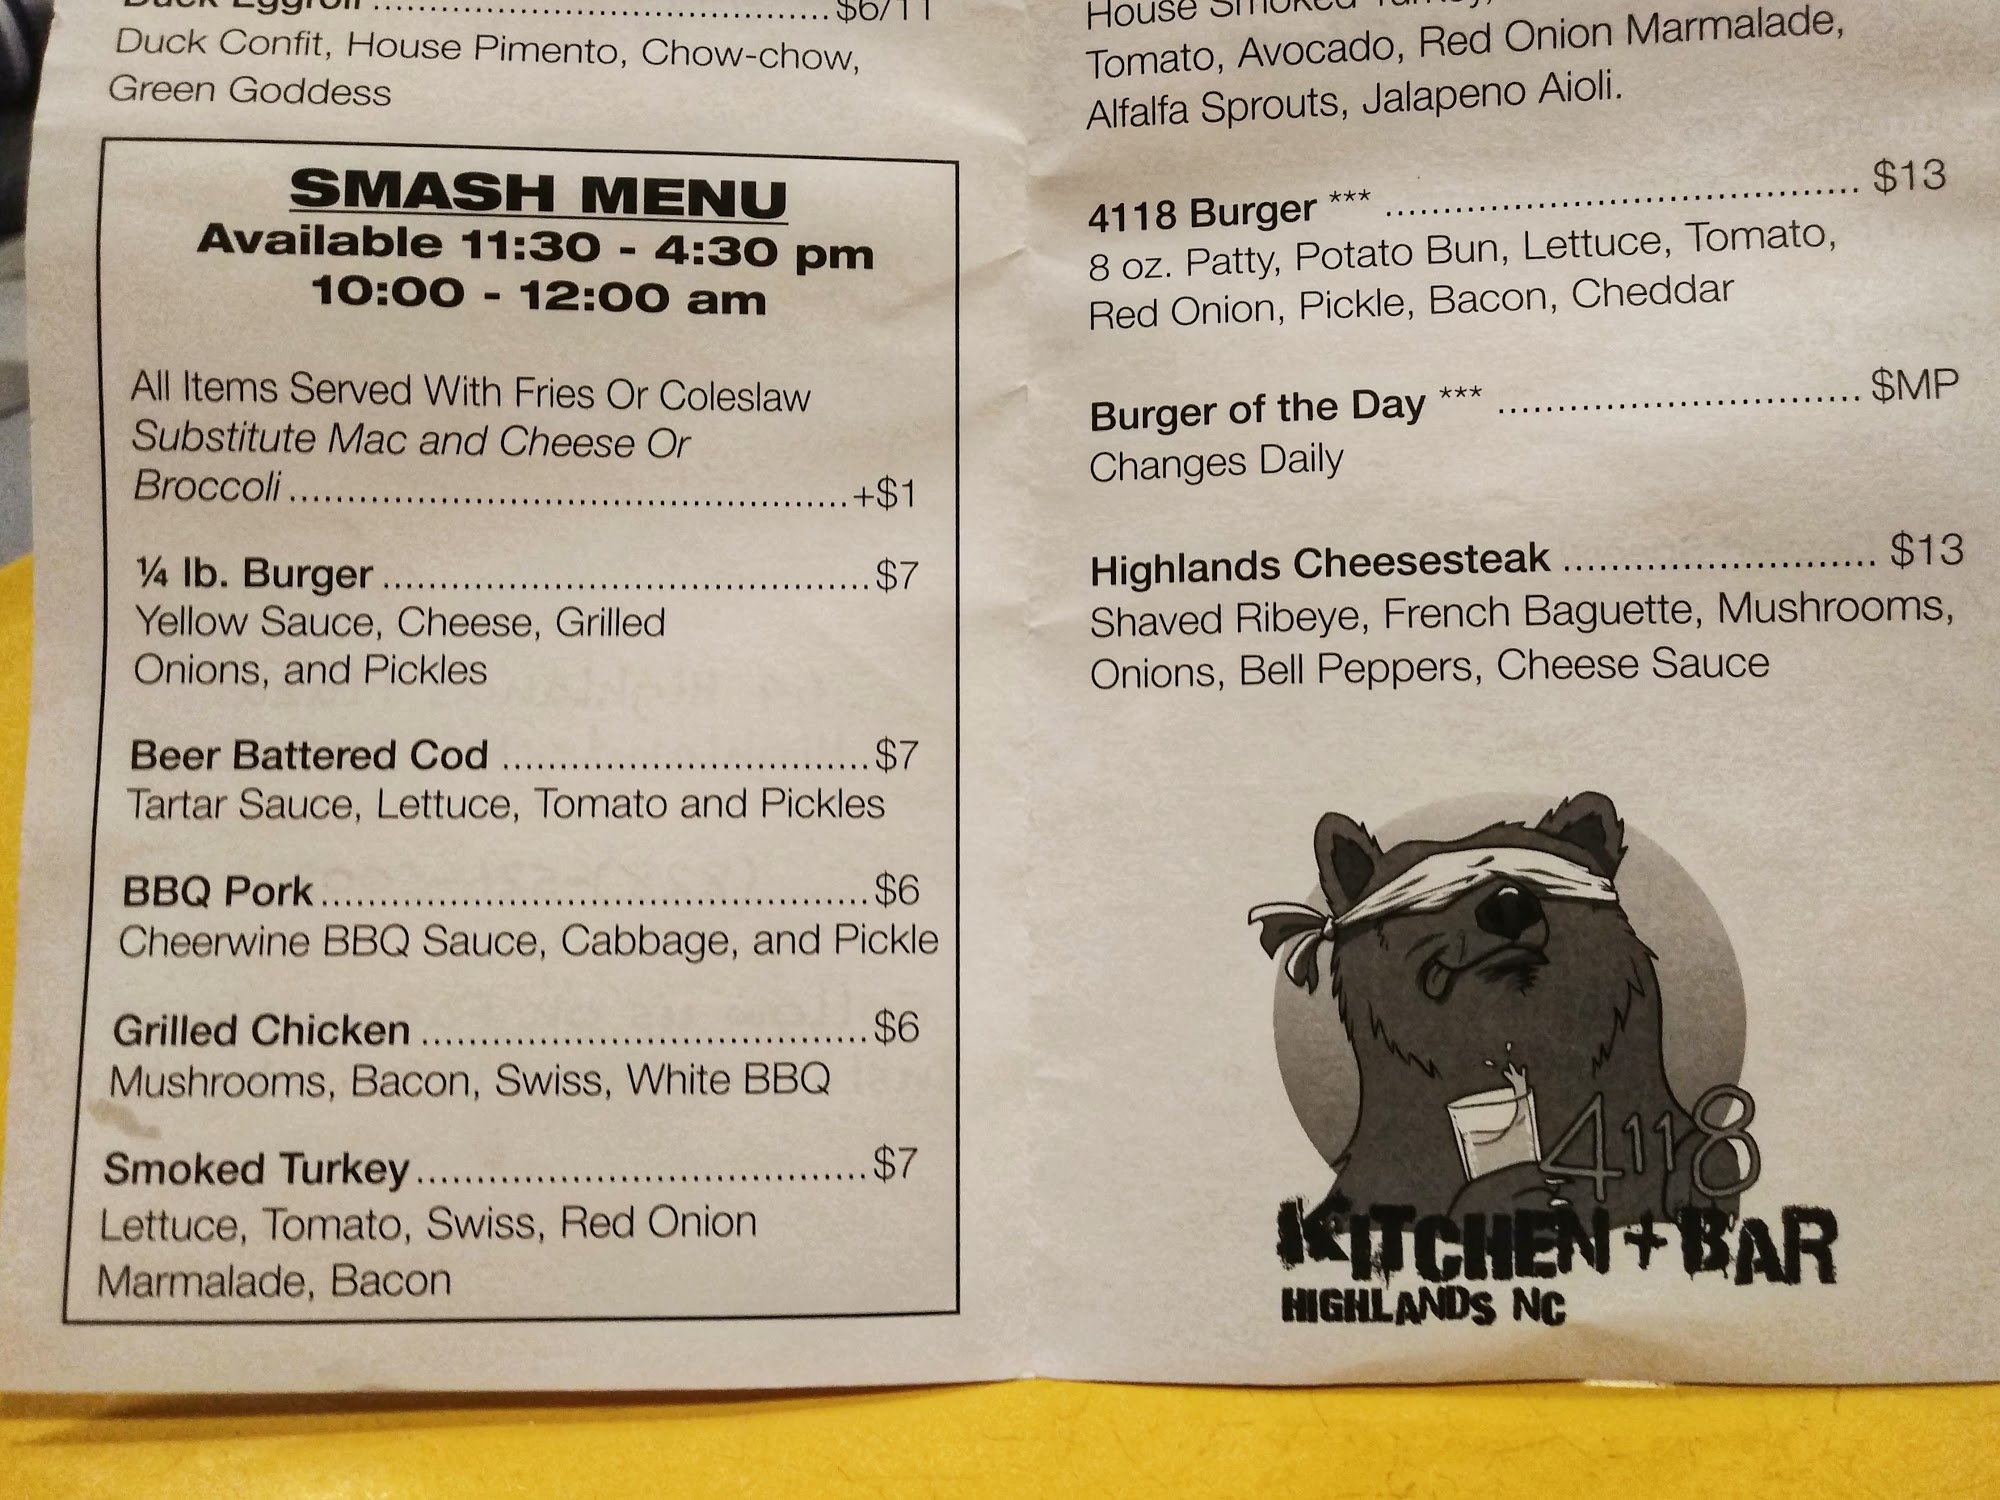 Duck Eggroll .......................................... $6/11
Duck Confit, House Pimento, Chow-chow,
Green Goddess
SMASH MENU
Available 11:30 - 4:30 pm
10:00 - 12:00 am
All Items Served With Fries Or Coleslaw
Substitute Mac and Cheese Or
Broccoli ................................................ +$1
¼ lb. Burger .......................................... $7
Yellow Sauce, Cheese, Grilled
Onions, and Pickles
Beer Battered Cod ................................ $7
Tartar Sauce, Lettuce, Tomato and Pickles
BBQ Pork ............................................... $6
Cheerwine BBQ Sauce, Cabbage, and Pickle
Grilled Chicken ...................................... $6
Mushrooms, Bacon, Swiss, White BBQ
Smoked Turkey ....................................... $7
Lettuce, Tomato, Swiss, Red Onion
Marmalade, Bacon
House Smoked Turkey,
Tomato, Avocado, Red Onion Marmalade,
Alfalfa Sprouts, Jalapeno Aioli.
4118 Burger *** ......................................... $13
8 oz. Patty, Potato Bun, Lettuce, Tomato,
Red Onion, Pickle, Bacon, Cheddar
Burger of the Day *** ............................... $MP
Changes Daily
Highlands Cheesesteak .......................... $13
Shaved Ribeye, French Baguette, Mushrooms,
Onions, Bell Peppers, Cheese Sauce
4118
KITCHEN + BAR
HIGHLANDS NC